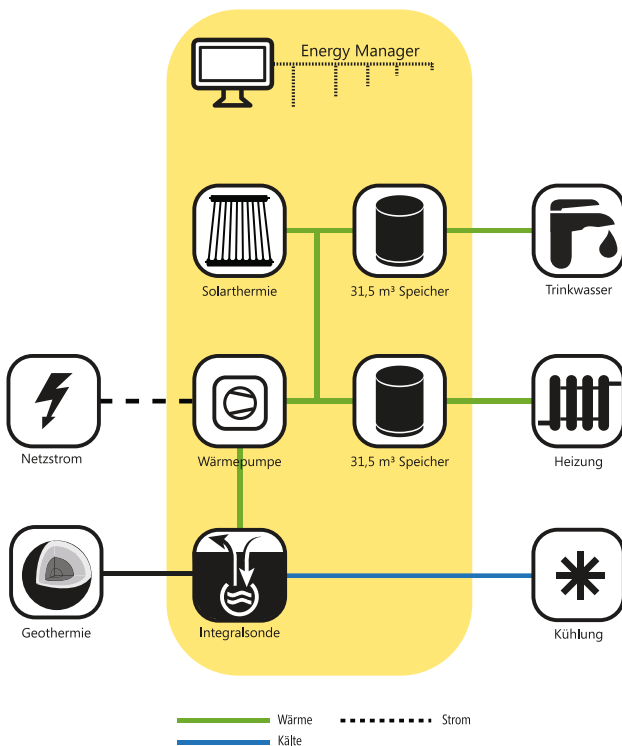 Energy Manager
Solarthermie
31,5 m³ Speicher
Trinkwasser
Netzstrom
Wärmepumpe
31,5 m³ Speicher
Heizung
Geothermie
Integralsonde
Kühlung
Wärme
Strom
Kälte